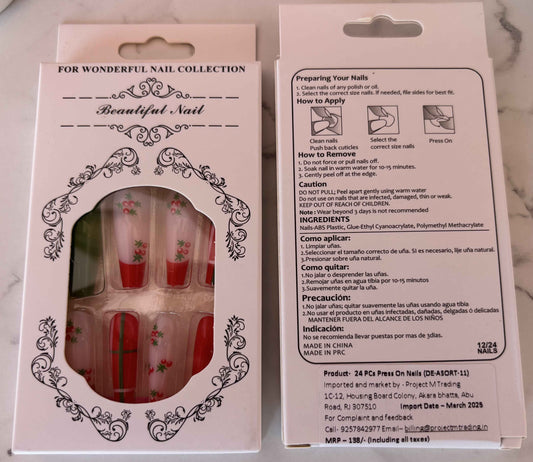 FOR WONDERFUL NAIL COLLECTION
Beautiful Nail
Preparing Your Nails
1. Clean nails of any polish or oil.
2. Select the correct size nails. If needed, file sides for best fit.
How to Apply
Clean nails
Push back cuticles
Select the
correct size nails
Press On
How to Remove
1. Do not force or pull nails off.
2. Soak nail in warm water for 10-15 minutes.
3. Gently peel off at the edge.
Caution
DO NOT PULL; Peel apart gently using warm water
Do not use on nails that are infected, damaged, thin or weak.
KEEP OUT OF REACH OF CHILDREN.
Note : Wear beyond 3 days is not recommended
INGREDIENTS
Nails-ABS Plastic, Glue-Ethyl Cyanoacrylate, Polymethyl Methacrylate
Como aplicar:
1. Limpiar uñas.
2.Seleccionar el tamaño correcto de uña. Si es necesario, lije uña natural.
3.Presionar sobre uña natural.
Como quitar:
1.No jalar o desprender las uñas.
2.Remojar uñas en agua tibia por 10-15 minutos
3.Suavemente quitar la uña.
Precaución:
1.No jalar uñas; quitar suavemente las uñas usando agua tibia
2.No usar el producto en uñas infectadas, dañadas, delgadas ó delicadas
MANTENER FUERA DEL ALCANCE DE LOS NIÑOS
Indicación:
No se recomienda llevar puestas por mas de 3dias.
MADE IN CHINA
MADE IN PRC
12/24
NAILS
Product- 24 PCs Press On Nails (DE-ASORT-11)
Imported and market by - Project M Trading
1C-12, Housing Board Colony, Akara bhatta, Abu
Road, RJ 307510 Import Date – March 2025
For Complaint and feedback
Call- 9257842977 Email– billing@projectmtrading.in
MRP – 138/- (Including all taxes)